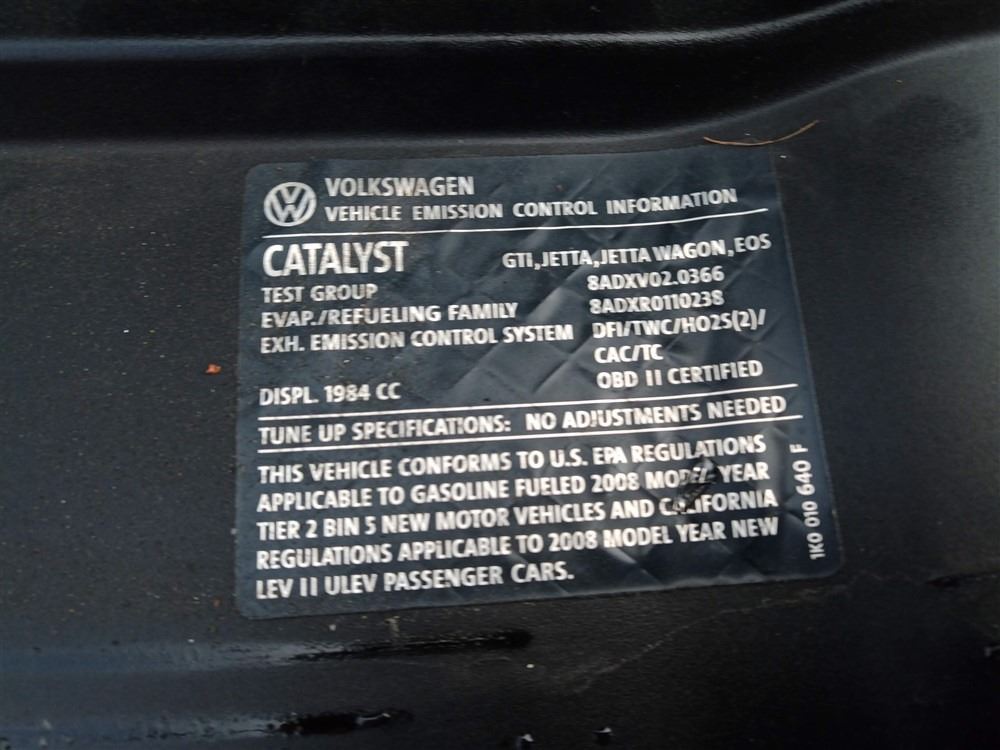 VOLKSWAGEN
VEHICLE EMISSION CONTROL INFORMATION
CATALYST GTI,JETTA,JETTA WAGON,EOS
TEST GROUP 8ADXV02.0366
EVAP./REFUELING FAMILY 8ADXR0110238
EXH. EMISSION CONTROL SYSTEM DFI/TWC/HO2S(2)/
CAC/TC
DISPL. 1984 CC OBD II CERTIFIED
TUNE UP SPECIFICATIONS: NO ADJUSTMENTS NEEDED
THIS VEHICLE CONFORMS TO U.S. EPA REGULATIONS
APPLICABLE TO GASOLINE FUELED 2008 MODEL YEAR
TIER 2 BIN 5 NEW MOTOR VEHICLES AND CALIFORNIA
REGULATIONS APPLICABLE TO 2008 MODEL YEAR NEW
LEV II ULEV PASSENGER CARS.
1K0 010 640 F